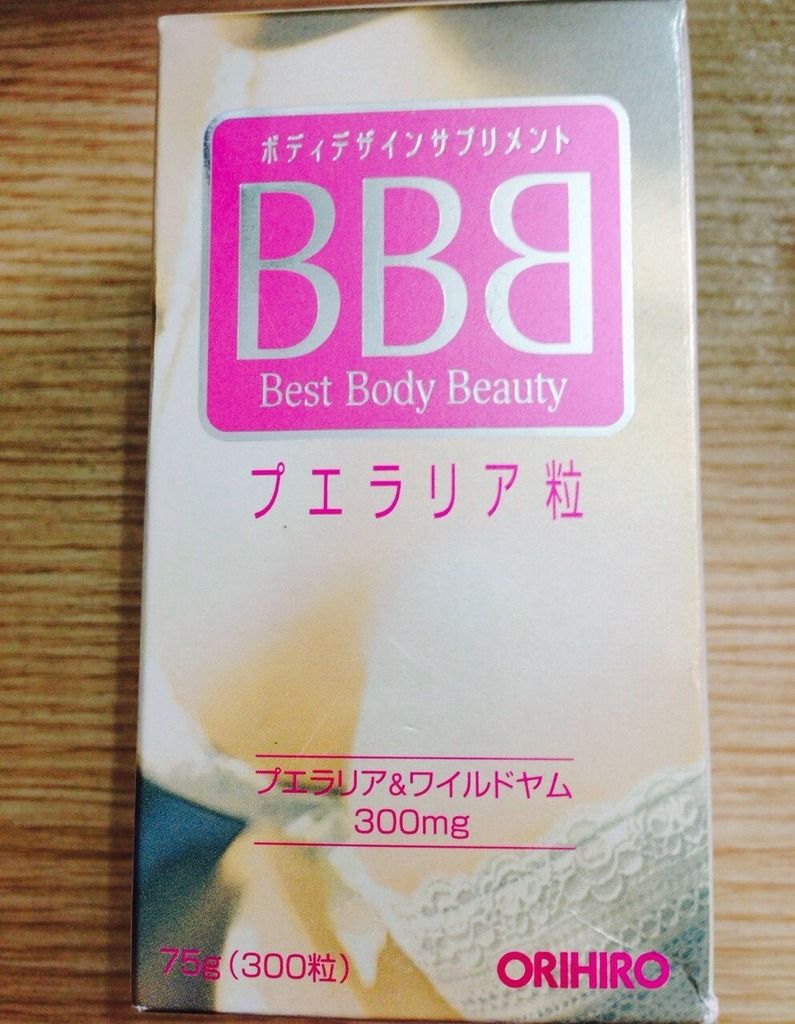 ボディデザインサプリメント
BBB
Best Body Beauty
プエラリア粒
プエラリア&ワイルドヤム
300mg
75g(300粒)
ORIHIRO